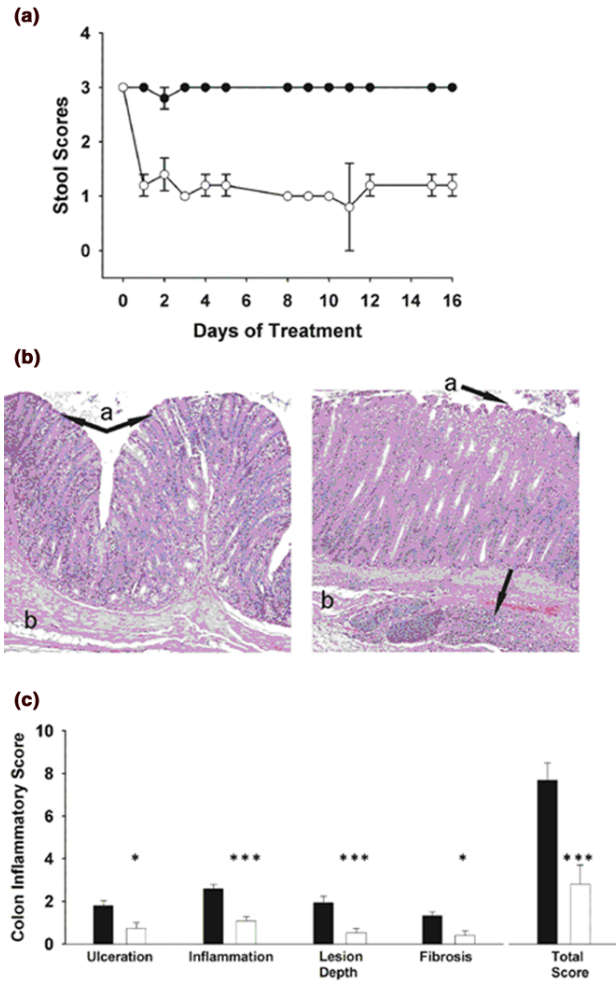 (a)
4
3
2
1
0
Stool Scores
0 2 4 6 8 10 12 14 16
Days of Treatment
(b)
a
a
b
b
(c)
10
8
6
4
2
0
Colon Inflammatory Score
* *** *** * ***
Ulceration Inflammation Lesion Depth Fibrosis Total Score